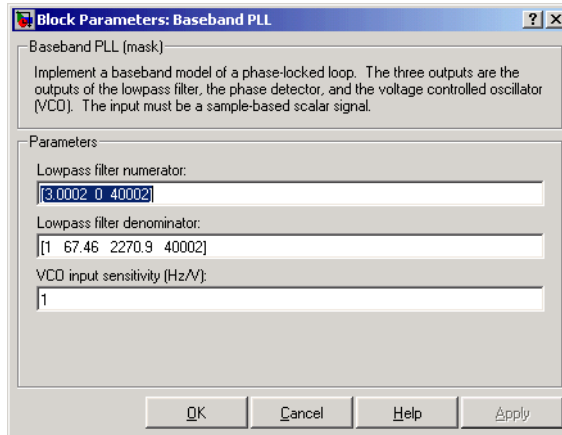 Block Parameters: Baseband PLL
Baseband PLL (mask)
Implement a baseband model of a phase-locked loop. The three outputs are the
outputs of the lowpass filter, the phase detector, and the voltage controlled oscillator
(VCO). The input must be a sample-based scalar signal.
Parameters
Lowpass filter numerator:
[3.0002 0 40002]
Lowpass filter denominator:
[1 67.46 2270.9 40002]
VCO input sensitivity (Hz/V):
1
OK Cancel Help Apply